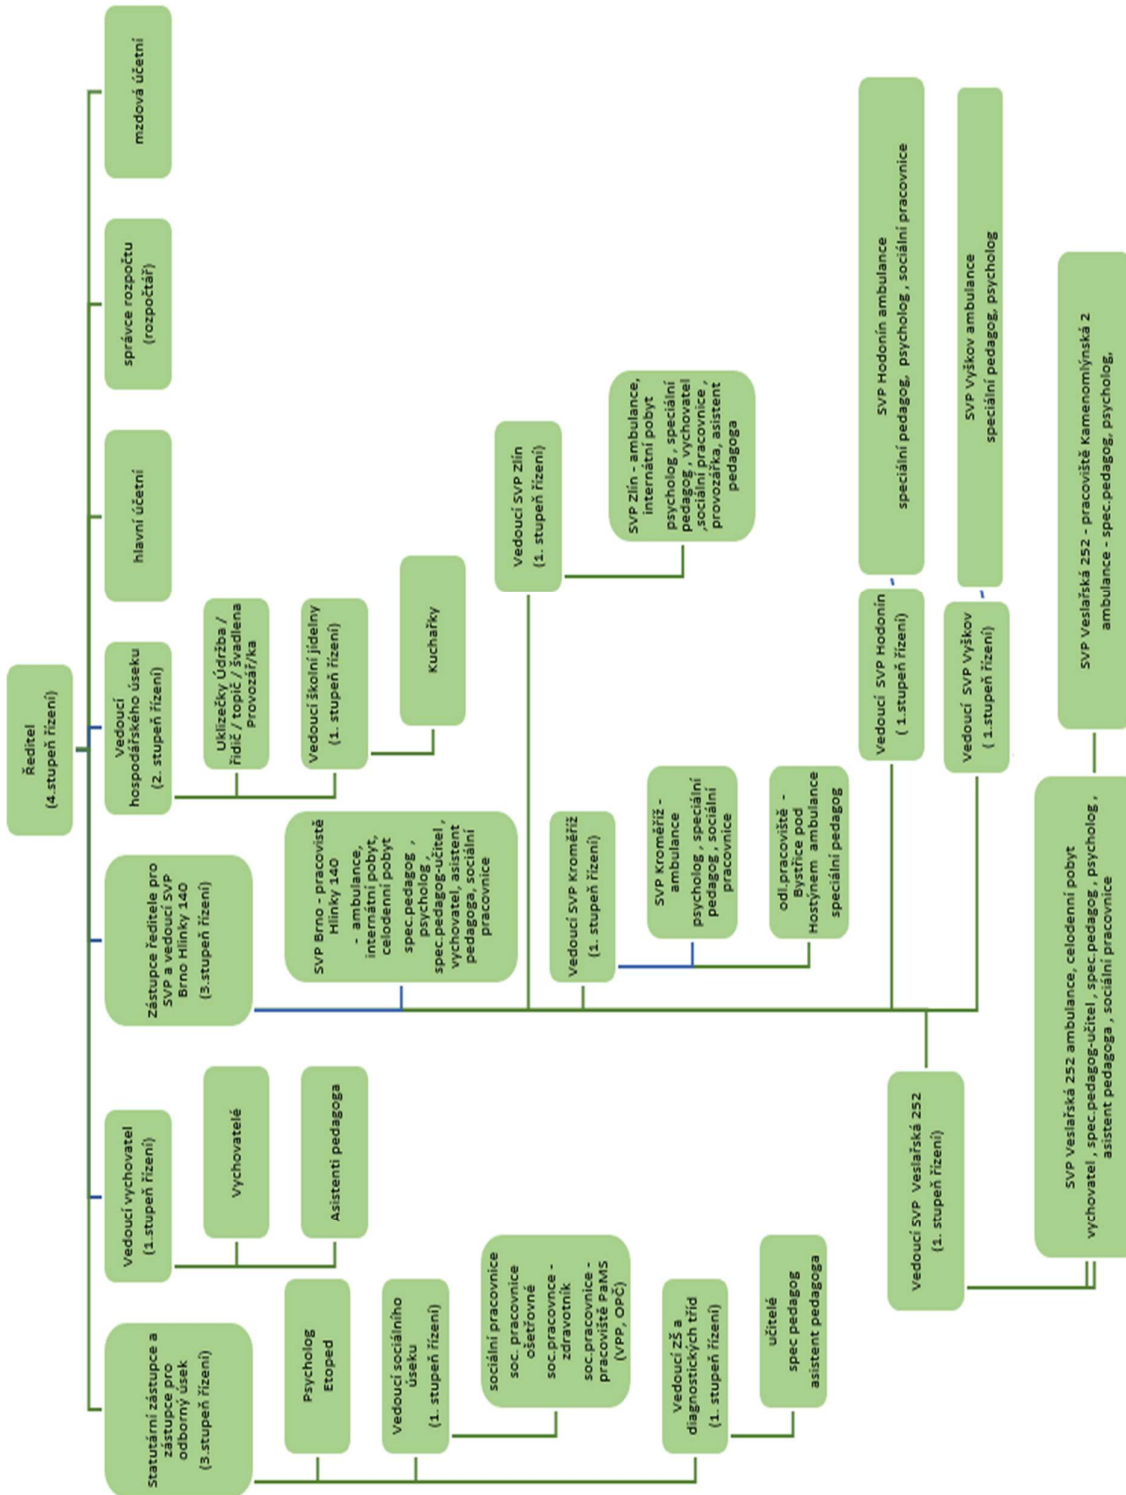 Ředitel
(4.stupeň řízení)
Statutární zástupce a
zástupce pro
odborný úsek
(3.stupeň řízení)
Psycholog
Etoped
Vedoucí sociálního
úseku
(1. stupeň řízení)
sociální pracovnice
soc. pracovnice
ošetřovné
soc.pracovnce -
zdravotník
soc.pracovnice -
pracoviště PaMS
(VPP, OPČ)
Vedoucí ZŠ a
diagnostických tříd
(1. stupeň řízení)
učitelé
spec pedagog
asistent pedagoga
Vedoucí vychovatel
(1.stupeň řízení)
Vychovatelé
Asistenti pedagoga
Zástupce ředitele pro
SVP a vedoucí SVP
Brno Hlinky 140
(3.stupeň řízení)
SVP Brno - pracovistě
Hlinky 140
- ambulance,
internátní pobyt,
celodenní pobyt
spec.pedagog ,
psycholog ,
spec.pedagog-učitel ,
vychovatel, asistent
pedagoga, sociální
pracovnice
Vedoucí SVP Zlín
(1. stupeň řízení)
SVP Zlín - ambulance,
internátní pobyt
psycholog , speciální
pedagog , vychovatel
,sociální pracovnice ,
provozářka, asistent
pedagoga
Vedoucí SVP Kroměříž
(1. stupeň řízení)
SVP Kroměříž -
ambulance
psycholog , speciální
pedagog , sociální
pracovnice
odl.pracoviště -
Bystřice pod
Hostýnem ambulance
speciální pedagog
Vedoucí SVP Hodonín
( 1.stupeň řízení)
SVP Hodonín ambulance
speciální pedagog, psycholog , sociální pracovnice
Vedoucí SVP Vyškov
( 1.stupeň řízení)
SVP Vyškov ambulance
speciální pedagog, psycholog
Vedoucí SVP Veslařská 252
(1. stupeň řízení)
SVP Veslařská 252 ambulance, celodenní pobyt
vychovatel , spec.pedagog-učitel , spec.pedagog , psycholog ,
asistent pedagoga , sociální pracovnice
SVP Veslařská 252 - pracoviště Kamenomlýnská 2
ambulance - spec.pedagog, psycholog,
Vedoucí
hospodářského úseku
(2. stupeň řízení)
Uklizečky Údržba /
řidič / topič / švadlena
Provozář/ka
Vedoucí školní jídelny
(1. stupeň řízení)
Kuchařky
hlavní účetní
správce rozpočtu
(rozpočtář)
mzdová účetní